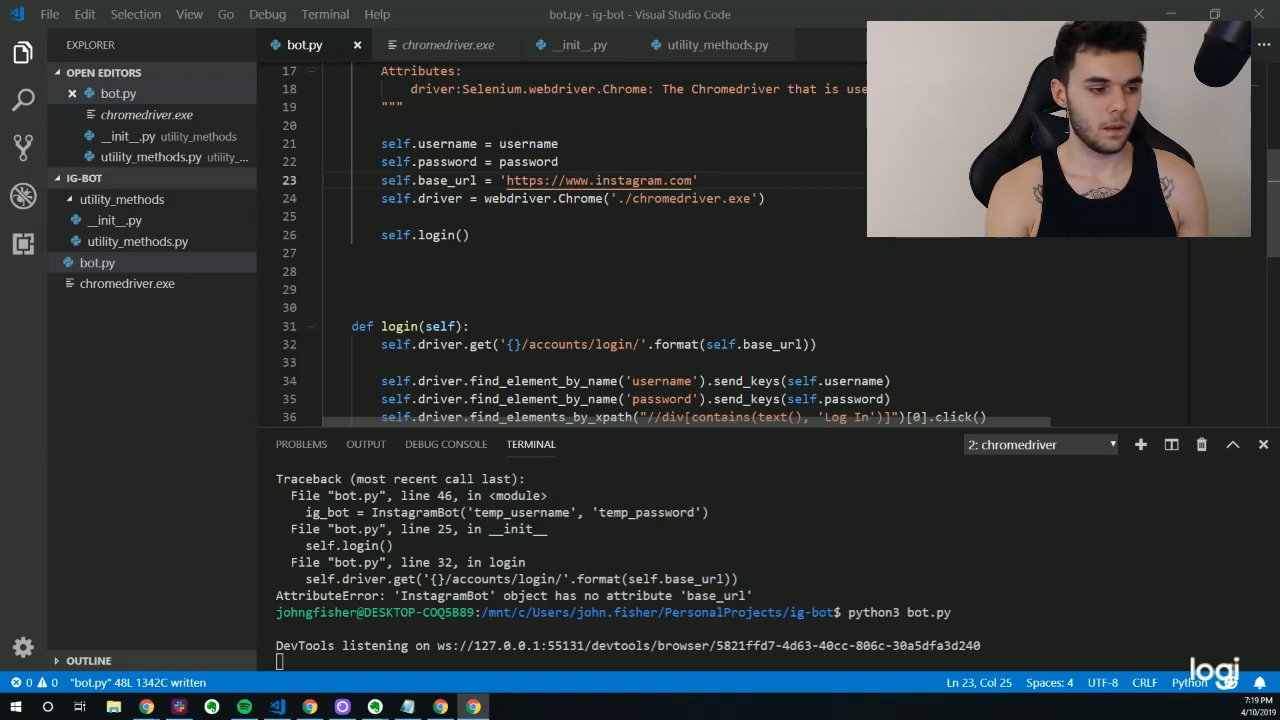 File Edit Selection View Go Debug Terminal Help bot.py - ig-bot - Visual Studio Code
EXPLORER
OPEN EDITORS
bot.py
chromedriver.exe
__init__.py utility_methods
utility_methods.py utility_...
IG-BOT
utility_methods
__init__.py
utility_methods.py
bot.py
chromedriver.exe
OUTLINE
bot.py chromedriver.exe __init__.py utility_methods.py
17 Attributes:
18 driver:Selenium.webdriver.Chrome: The Chromedriver that is use
19 """
20
21 self.username = username
22 self.password = password
23 self.base_url = 'https://www.instagram.com'
24 self.driver = webdriver.Chrome('./chromedriver.exe')
25
26 self.login()
27
28
29
30
31 def login(self):
32 self.driver.get('{}/accounts/login/'.format(self.base_url))
33
34 self.driver.find_element_by_name('username').send_keys(self.username)
35 self.driver.find_element_by_name('password').send_keys(self.password)
36 self.driver.find_elements_by_xpath("//div[contains(text(), 'Log In')]")[0].click()
PROBLEMS OUTPUT DEBUG CONSOLE TERMINAL 2: chromedriver
Traceback (most recent call last):
File "bot.py", line 46, in <module>
ig_bot = InstagramBot('temp_username', 'temp_password')
File "bot.py", line 25, in __init__
self.login()
File "bot.py", line 32, in login
self.driver.get('{}/accounts/login/'.format(self.base_url))
AttributeError: 'InstagramBot' object has no attribute 'base_url'
johngfisher@DESKTOP-COQ5B89:/mnt/c/Users/john.fisher/PersonalProjects/ig-bot$ python3 bot.py
DevTools listening on ws://127.0.0.1:55131/devtools/browser/5821ffd7-4d63-40cc-806c-30a5dfa3d240
logi
0 0 "bot.py" 48L 1342C written Ln 23, Col 25 Spaces: 4 UTF-8 CRLF Python
7:19 PM
4/10/2019